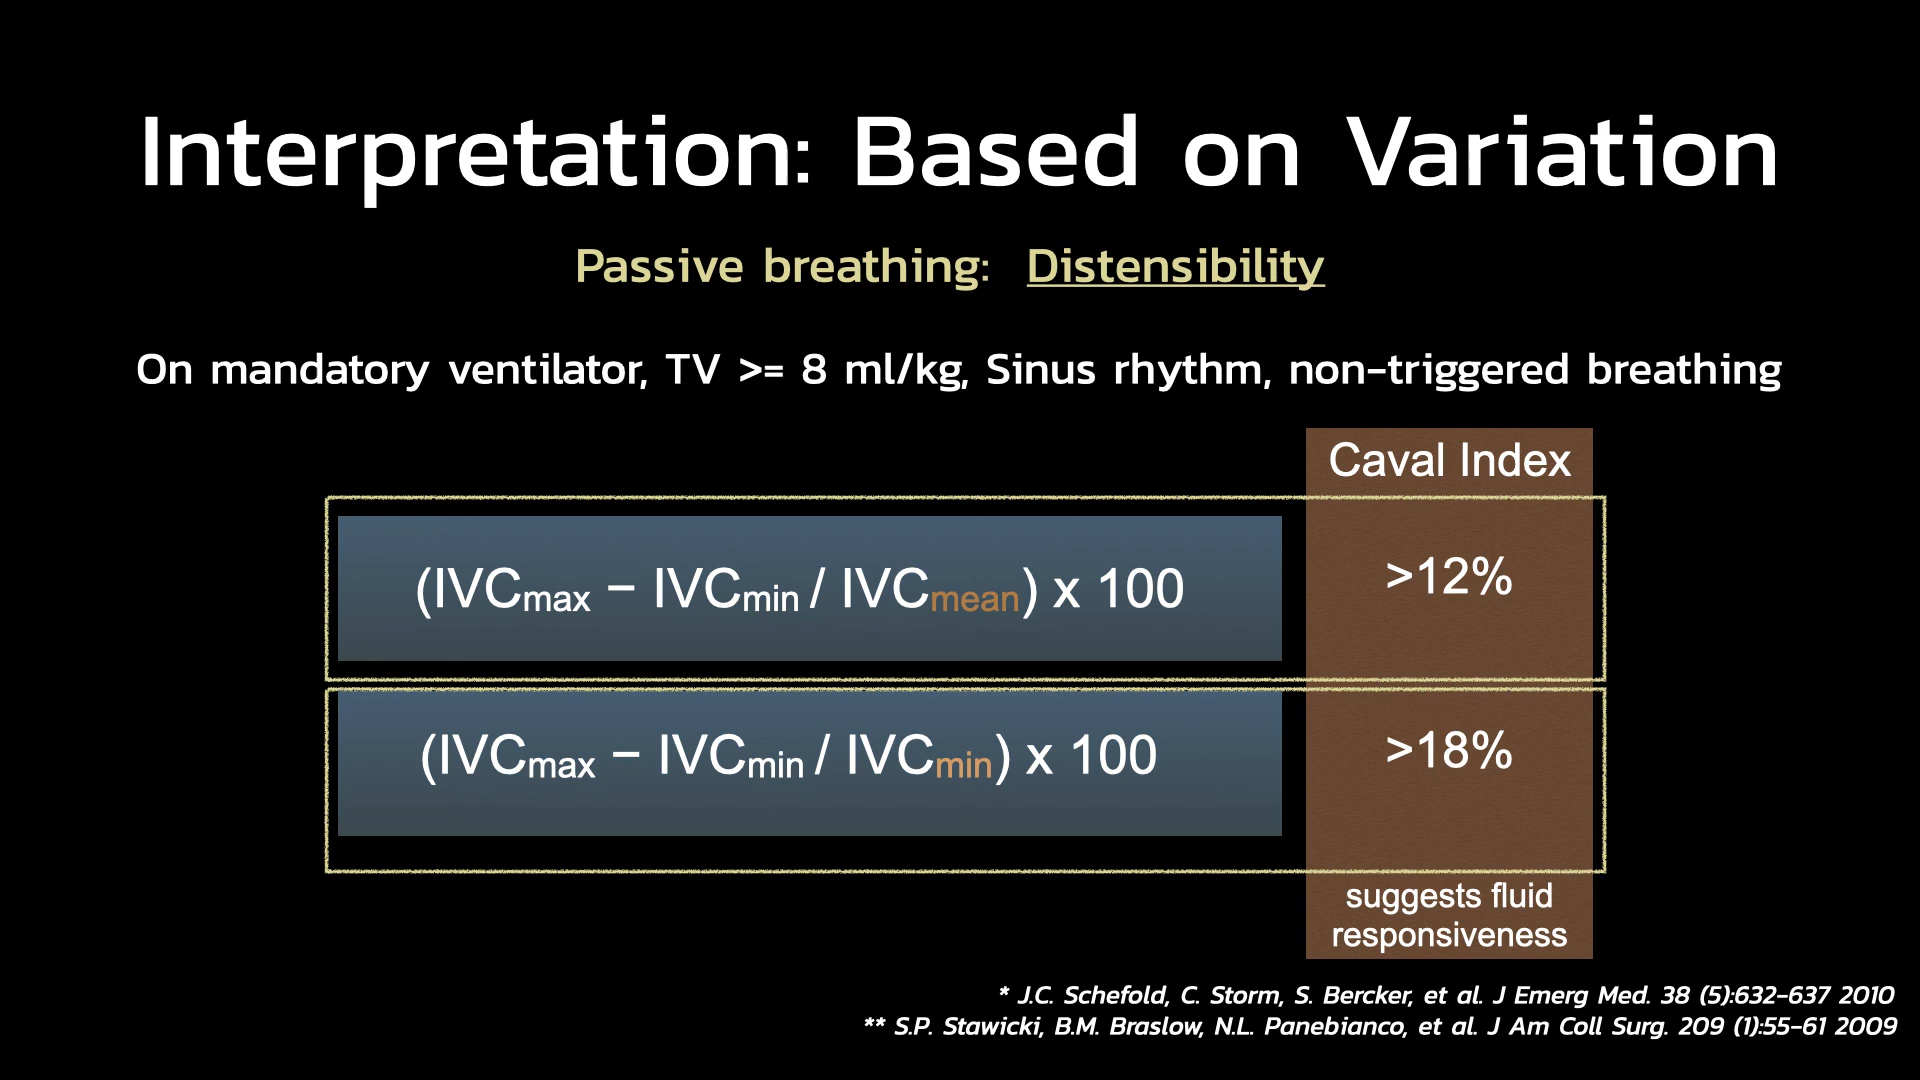 Interpretation: Based on Variation
Passive breathing: Distensibility
On mandatory ventilator, TV >= 8 ml/kg, Sinus rhythm, non-triggered breathing
Caval Index
(IVCmax – IVCmin / IVCmean) x 100
>12%
(IVCmax – IVCmin / IVCmin) x 100
>18%
suggests fluid
responsiveness
* J.C. Schefold, C. Storm, S. Bercker, et al. J Emerg Med. 38 (5):632-637 2010
** S.P. Stawicki, B.M. Braslow, N.L. Panebianco, et al. J Am Coll Surg. 209 (1):55-61 2009